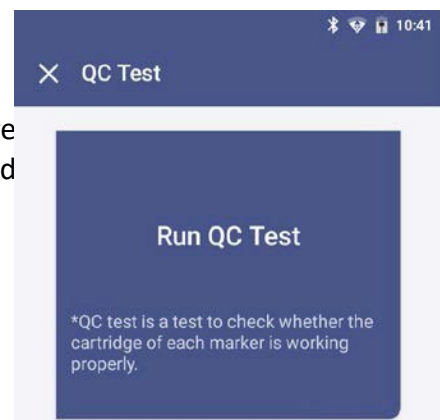 10:41
QC Test
re
d
Run QC Test
*QC test is a test to check whether the
cartridge of each marker is working
properly.